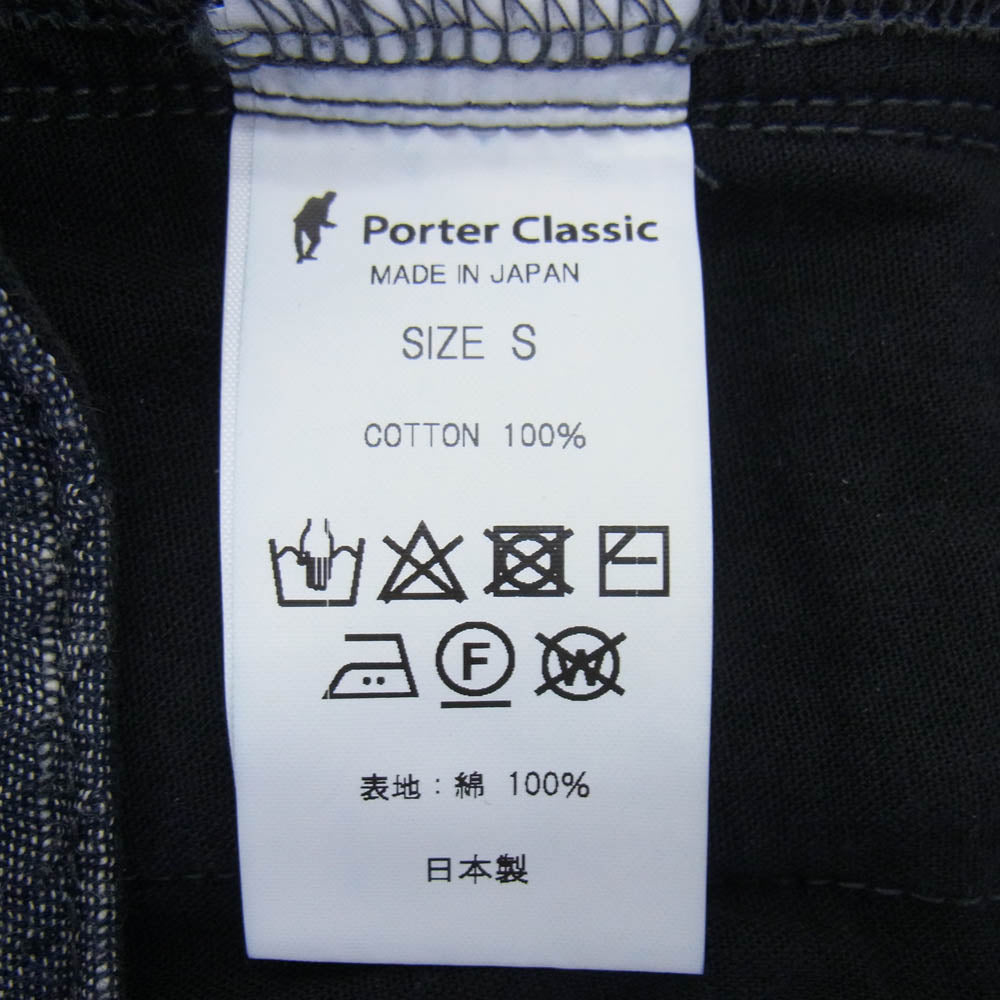 Porter Classic
MADE IN JAPAN
SIZE S
COTTON 100%
F W
表地：綿 100%
日本製